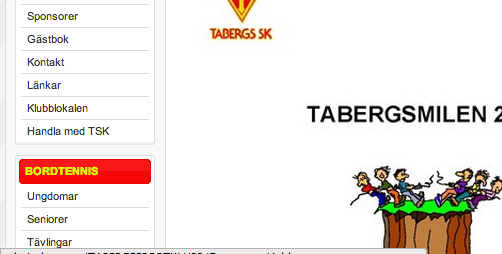 Sponsorer
Gästbok
Kontakt
Länkar
Klubblokalen
Handla med TSK
BORDTENNIS
Ungdomar
Seniorer
Tävlingar
TABERGS SK
TABERGSMILEN 2